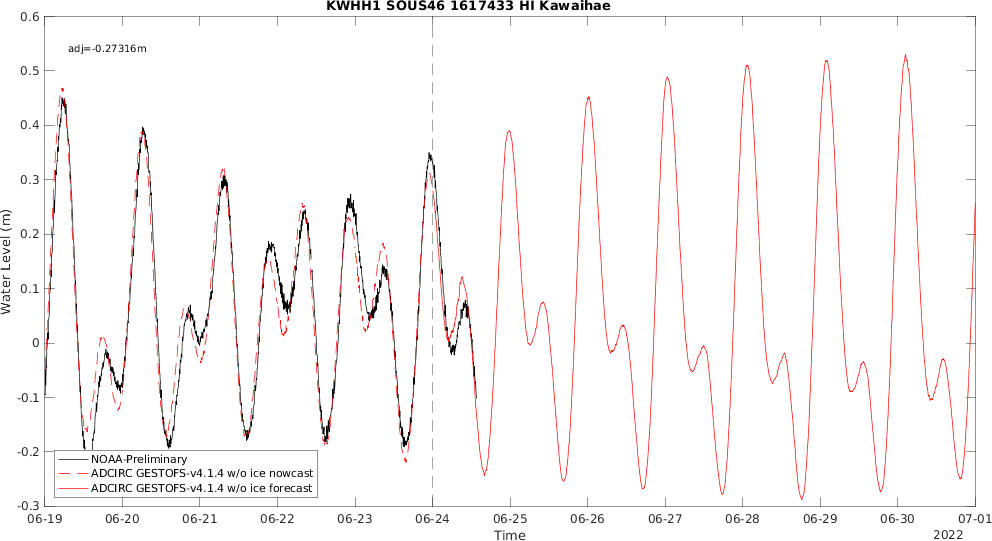 KWHH1 SOUS46 1617433 HI Kawaihae
adj=-0.27316m
Water Level (m)
0.6
0.5
0.4
0.3
0.2
0.1
0
-0.1
-0.2
-0.3
NOAA-Preliminary
ADCIRC GESTOFS-v4.1.4 w/o ice nowcast
ADCIRC GESTOFS-v4.1.4 w/o ice forecast
06-19 06-20 06-21 06-22 06-23 06-24 06-25 06-26 06-27 06-28 06-29 06-30 07-01
Time
2022